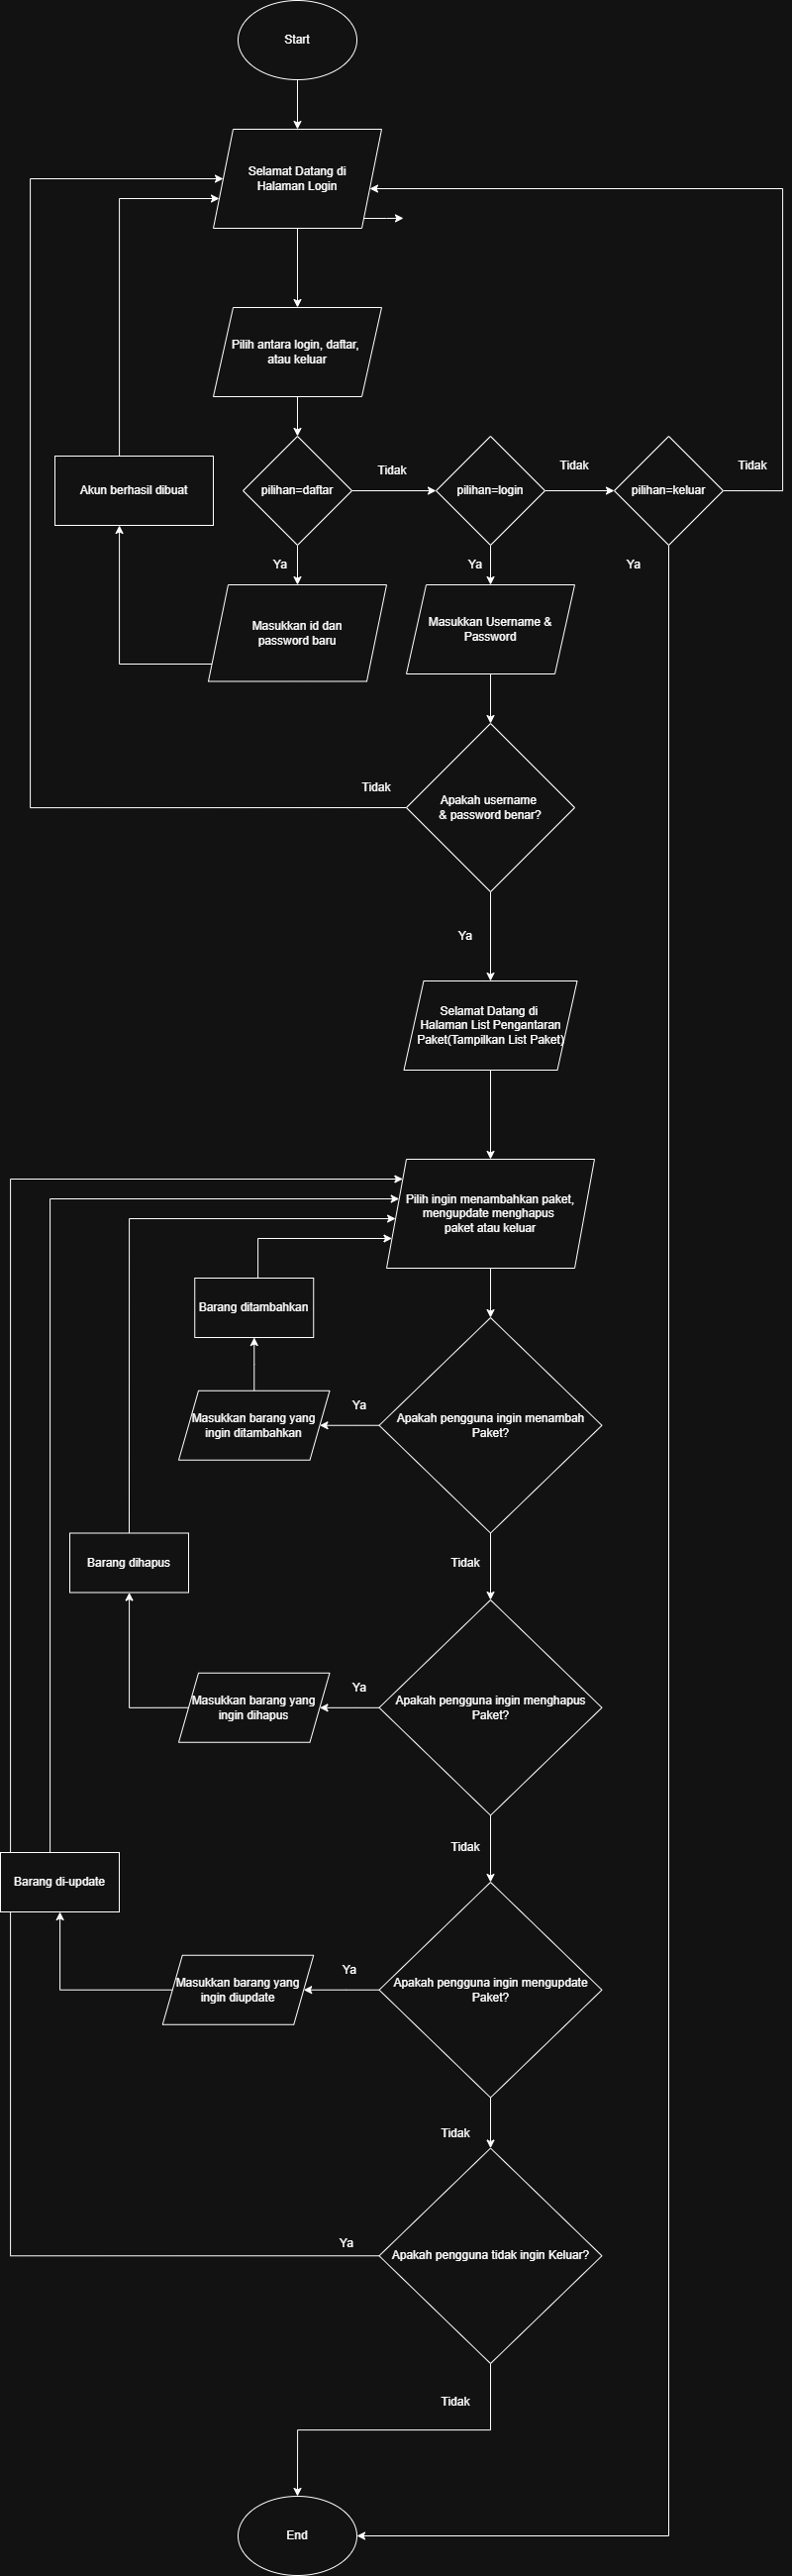 Start
Selamat Datang di
Halaman Login
Pilih antara login, daftar,
atau keluar
Akun berhasil dibuat
pilihan=daftar
Tidak
pilihan=login
Tidak
pilihan=keluar
Tidak
Ya
Ya
Ya
Masukkan id dan
password baru
Masukkan Username &
Password
Tidak
Apakah username
& password benar?
Ya
Selamat Datang di
Halaman List Pengantaran
Paket(Tampilkan List Paket)
Pilih ingin menambahkan paket,
mengupdate menghapus
paket atau keluar
Barang ditambahkan
Masukkan barang yang
ingin ditambahkan
Ya
Apakah pengguna ingin menambah
Paket?
Tidak
Barang dihapus
Masukkan barang yang
ingin dihapus
Ya
Apakah pengguna ingin menghapus
Paket?
Tidak
Barang di-update
Masukkan barang yang
ingin diupdate
Ya
Apakah pengguna ingin mengupdate
Paket?
Tidak
Ya
Apakah pengguna tidak ingin Keluar?
Tidak
End